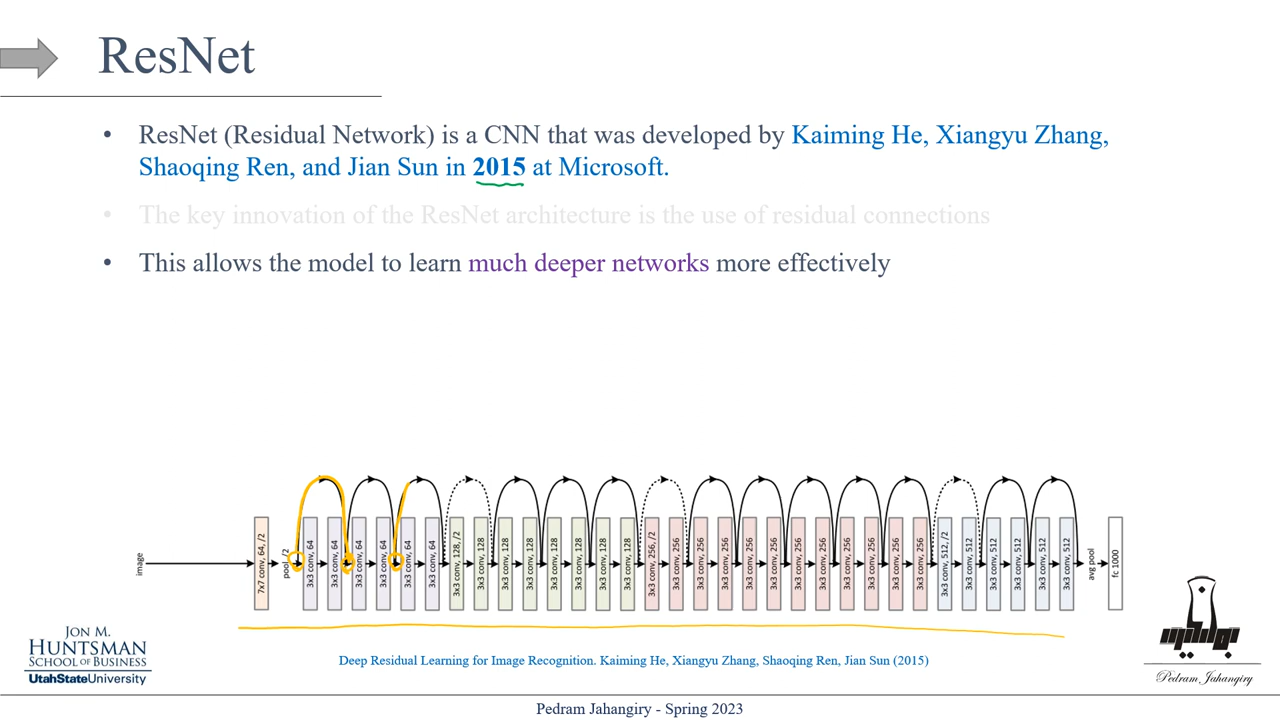 ResNet
• ResNet (Residual Network) is a CNN that was developed by Kaiming He, Xiangyu Zhang,
Shaoqing Ren, and Jian Sun in 2015 at Microsoft.
• The key innovation of the ResNet architecture is the use of residual connections
• This allows the model to learn much deeper networks more effectively
image
7x7 conv, 64, /2
pool, /2
3x3 conv, 64
3x3 conv, 64
3x3 conv, 64
3x3 conv, 64
3x3 conv, 64
3x3 conv, 64
3x3 conv, 128, /2
3x3 conv, 128
3x3 conv, 128
3x3 conv, 128
3x3 conv, 128
3x3 conv, 128
3x3 conv, 128
3x3 conv, 128
3x3 conv, 256, /2
3x3 conv, 256
3x3 conv, 256
3x3 conv, 256
3x3 conv, 256
3x3 conv, 256
3x3 conv, 256
3x3 conv, 256
3x3 conv, 256
3x3 conv, 256
3x3 conv, 256
3x3 conv, 256
3x3 conv, 512, /2
3x3 conv, 512
3x3 conv, 512
3x3 conv, 512
3x3 conv, 512
3x3 conv, 512
avg pool
fc 1000
Deep Residual Learning for Image Recognition. Kaiming He, Xiangyu Zhang, Shaoqing Ren, Jian Sun (2015)
JON M.
HUNTSMAN
SCHOOL OF BUSINESS
UtahStateUniversity
Pedram Jahangiry
Pedram Jahangiry - Spring 2023